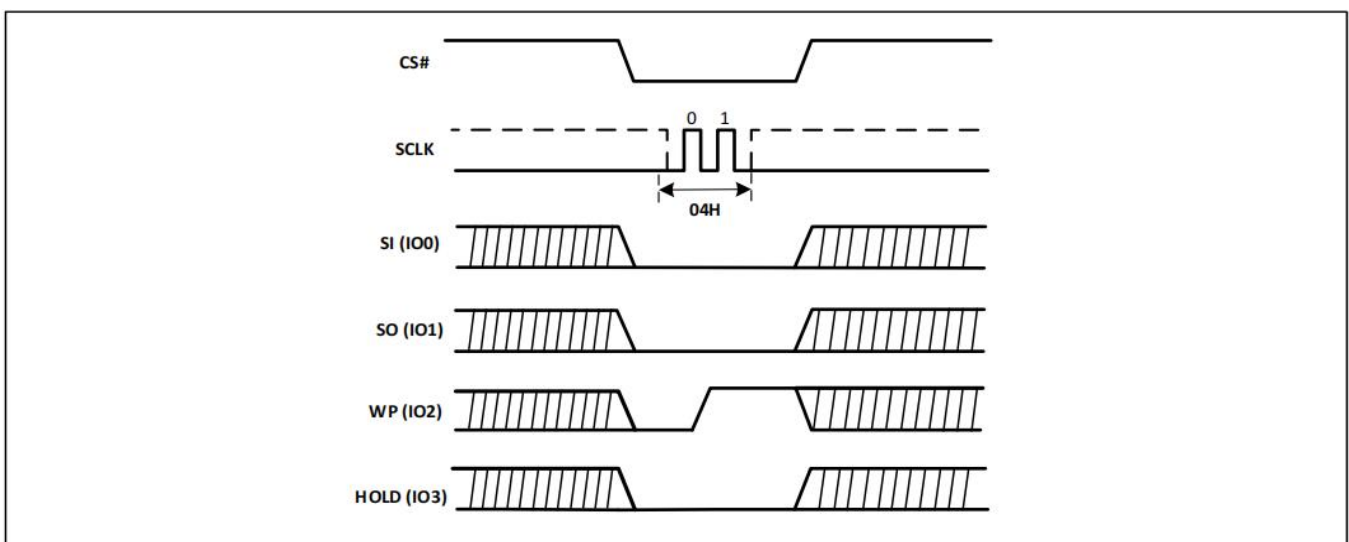 CS#
0 1
SCLK
04H
SI (IO0)
SO (IO1)
WP (IO2)
HOLD (IO3)